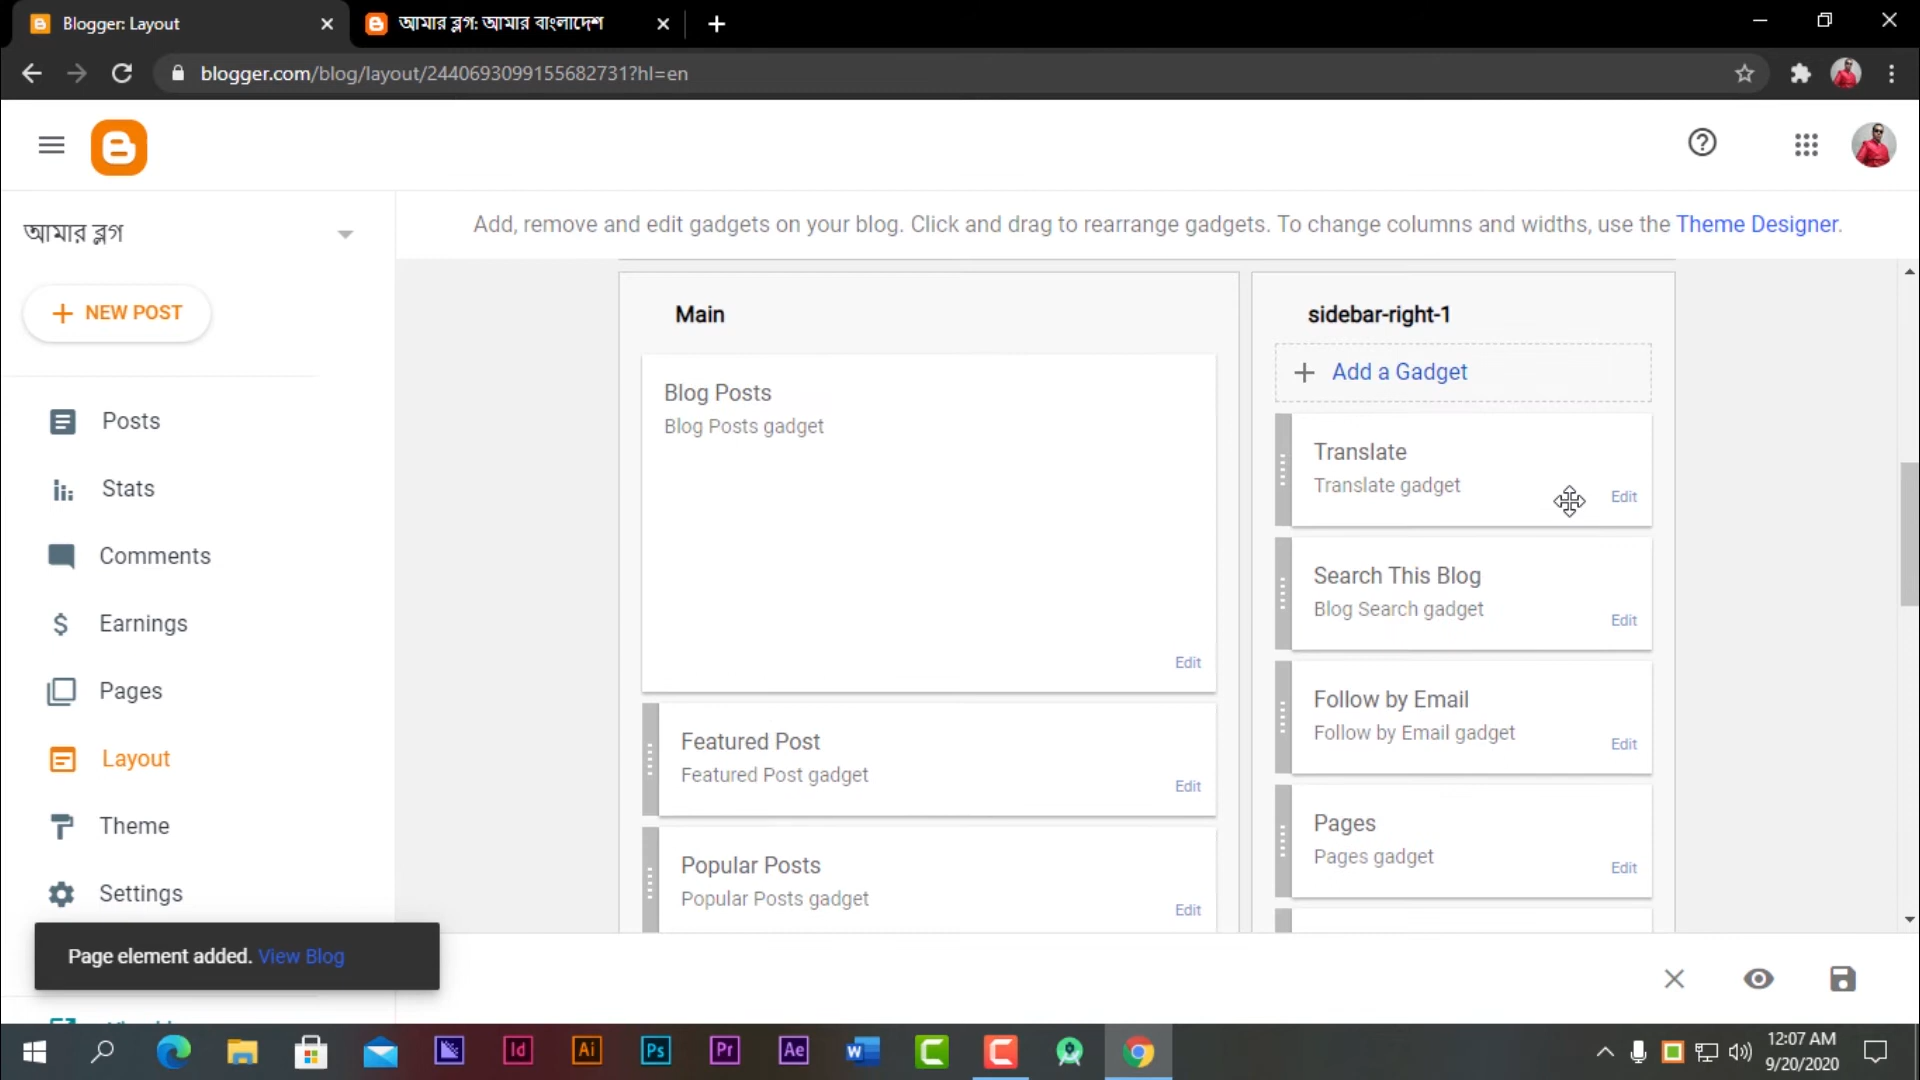 Blogger: Layout
আমার ব্লগ: আমার বাংলাদেশ
blogger.com/blog/layout/2440693099155682731?hl=en
আমার ব্লগ
Add, remove and edit gadgets on your blog. Click and drag to rearrange gadgets. To change columns and widths, use the Theme Designer.
NEW POST
Posts
Stats
Comments
Earnings
Pages
Layout
Theme
Settings
Main
Blog Posts
Blog Posts gadget
Edit
Featured Post
Featured Post gadget
Edit
Popular Posts
Popular Posts gadget
Edit
sidebar-right-1
Add a Gadget
Translate
Translate gadget
Edit
Search This Blog
Blog Search gadget
Edit
Follow by Email
Follow by Email gadget
Edit
Pages
Pages gadget
Edit
Page element added. View Blog
Id
Ai
Ps
Pr
Ae
W
12:07 AM
9/20/2020